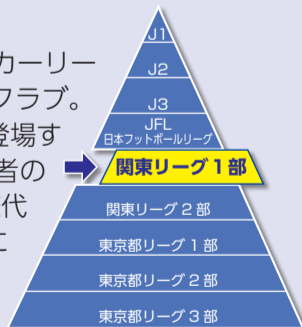 カーリー
クラブ。
登場す
者の
代
に
J1
J2
J3
JFL
日本フットボールリーグ
関東リーグ1部
関東リーグ2部
東京都リーグ1部
東京都リーグ2部
東京都リーグ3部